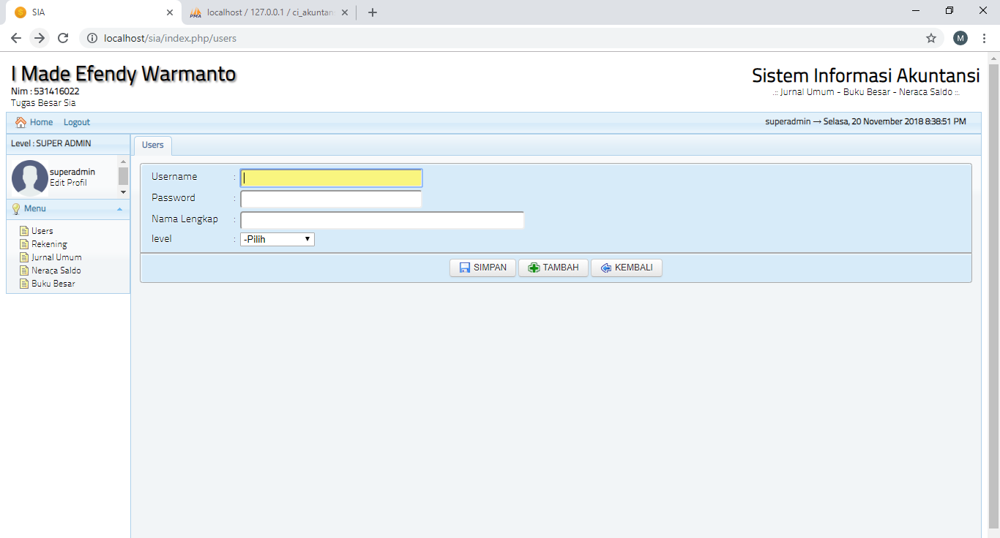 SIA
localhost / 127.0.0.1 / ci_akuntan
localhost/sia/index.php/users
M
I Made Efendy Warmanto
Nim : 531416022
Tugas Besar Sia
Sistem Informasi Akuntansi
.:: Jurnal Umum - Buku Besar - Neraca Saldo ::.
Home Logout
superadmin → Selasa, 20 November 2018 8:38:51 PM
Level : SUPER ADMIN
superadmin
Edit Profil
Menu
Users
Rekening
Jurnal Umum
Neraca Saldo
Buku Besar
Users
Username :
Password :
Nama Lengkap :
level : -Pilih
SIMPAN TAMBAH KEMBALI